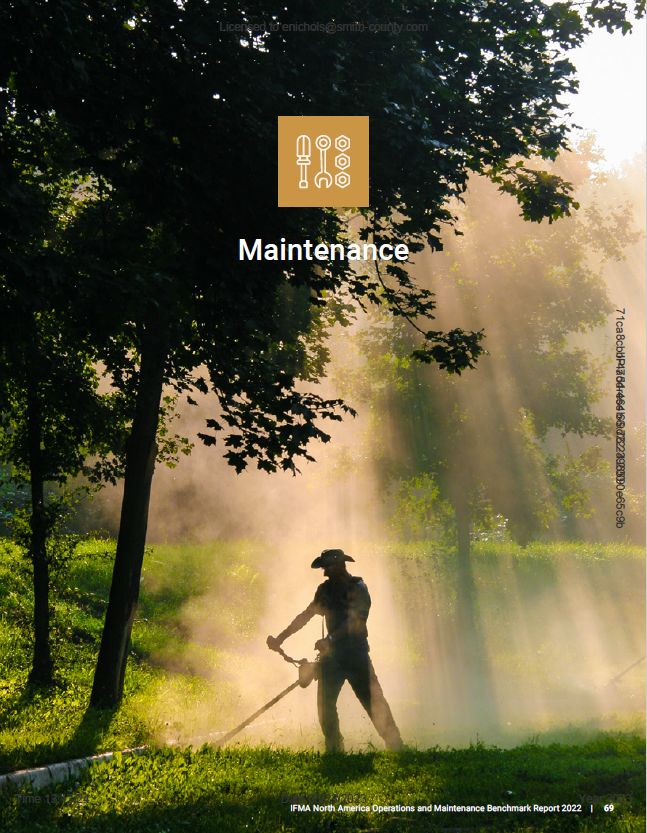 Licensed to enichols@smith-county.com
Maintenance
IFMA North America Operations and Maintenance Benchmark Report 2022 | 69